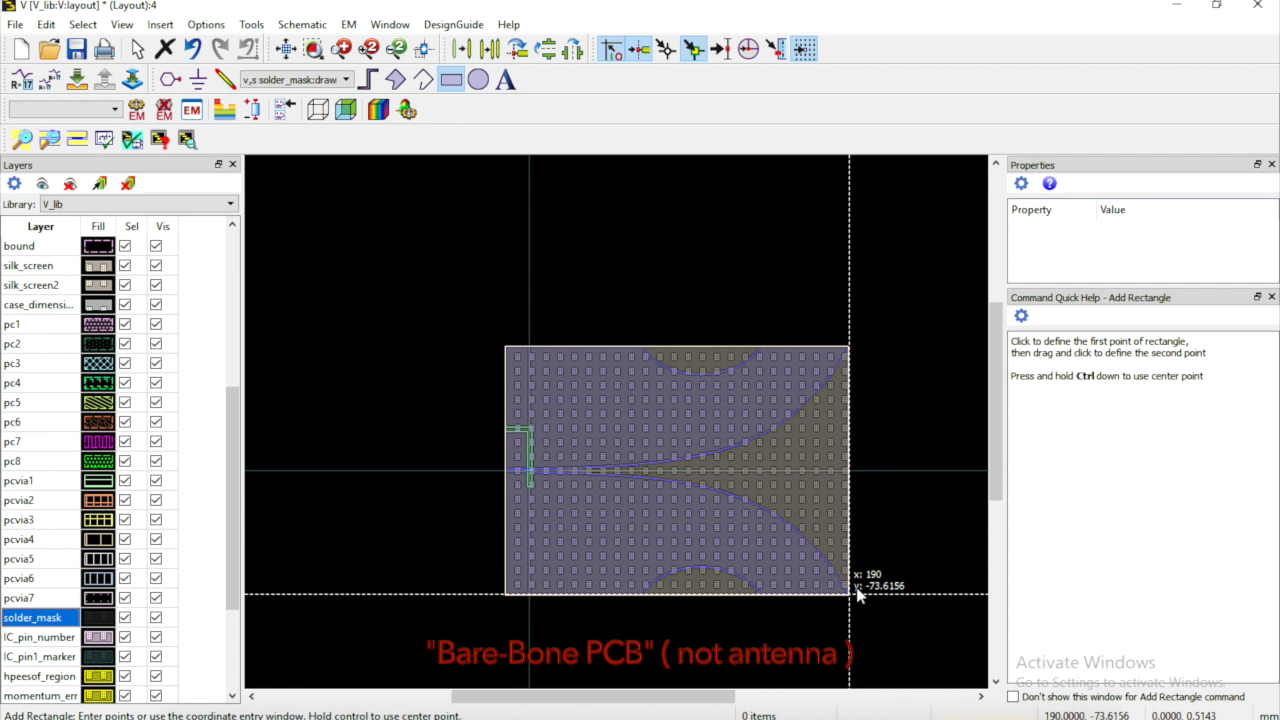 V [V_lib:V:layout] * (Layout):4
File Edit Select View Insert Options Tools Schematic EM Window DesignGuide Help
v,s solder_mask:draw
EM EM EM
Layers
Library: V_lib
Layer Fill Sel Vis
bound
silk_screen
silk_screen2
case_dimensi...
pc1
pc2
pc3
pc4
pc5
pc6
pc7
pc8
pcvia1
pcvia2
pcvia3
pcvia4
pcvia5
pcvia6
pcvia7
solder_mask
IC_pin_number
IC_pin1_marker
hpeesof_region
momentum_err
x: 190
y: -73.6156
"Bare-Bone PCB" ( not antenna )
Properties
Property Value
Command Quick Help - Add Rectangle
Click to define the first point of rectangle,
then drag and click to define the second point
Press and hold Ctrl down to use center point
Activate Windows
Go to Settings to activate Windows.
Don't show this window for Add Rectangle command
Add Rectangle: Enter points or use the coordinate entry window. Hold control to use center point.
0 items
190.0000, -73.6156
0.0000, 0.5143
mm